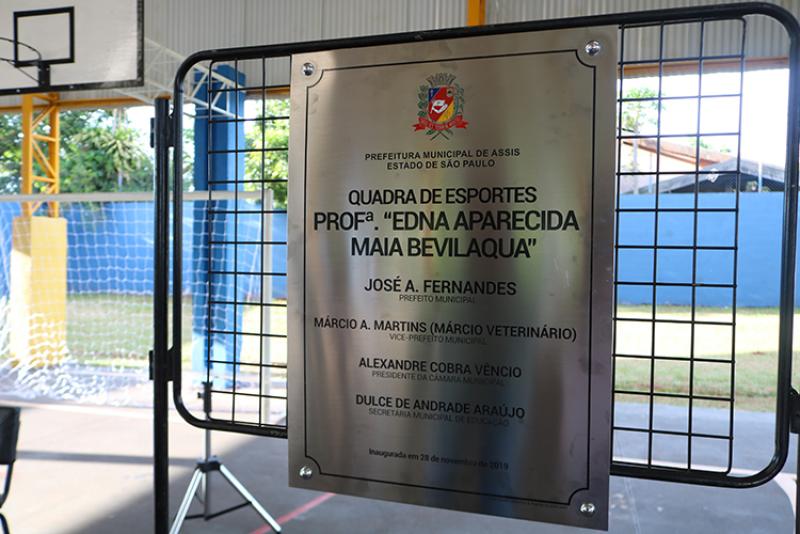 PREFEITURA MUNICIPAL DE ASSIS
ESTADO DE SÃO PAULO
QUADRA DE ESPORTES
PROFª. “EDNA APARECIDA
MAIA BEVILAQUA”
JOSÉ A. FERNANDES
PREFEITO MUNICIPAL
MÁRCIO A. MARTINS (MÁRCIO VETERINÁRIO)
VICE-PREFEITO MUNICIPAL
ALEXANDRE COBRA VÊNCIO
PRESIDENTE DA CÂMARA MUNICIPAL
DULCE DE ANDRADE ARAÚJO
SECRETÁRIA MUNICIPAL DE EDUCAÇÃO
Inaugurada em 28 de novembro de 2019